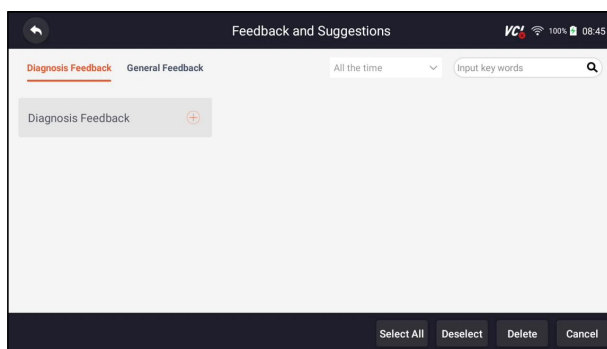 Feedback and Suggestions VCI 100% 08:45
Diagnosis Feedback General Feedback All the time Input key words
Diagnosis Feedback
Select All Deselect Delete Cancel